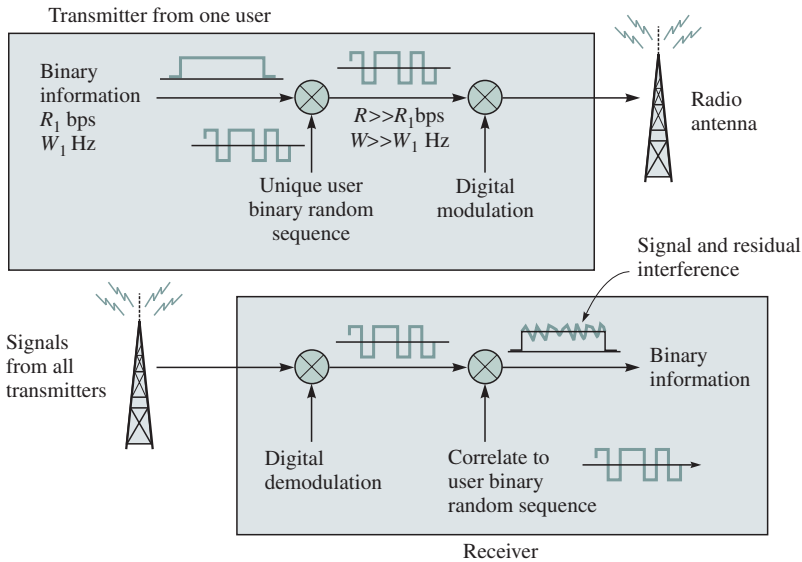 Transmitter from one user
Binary
information
R₁ bps
W₁ Hz
R>>R₁bps
W>>W₁ Hz
Radio
antenna
Unique user
binary random
sequence
Digital
modulation
Signal and residual
interference
Signals
from all
transmitters
Binary
information
Digital
demodulation
Correlate to
user binary
random sequence
Receiver